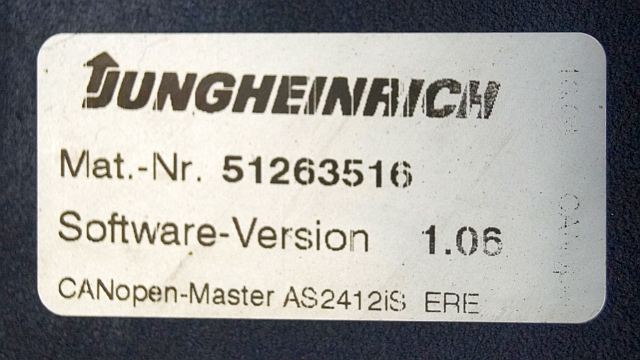 JUNGHEINRICH
Mat.-Nr. 51263516
Software-Version 1.06
CANopen-Master AS2412iS ERE